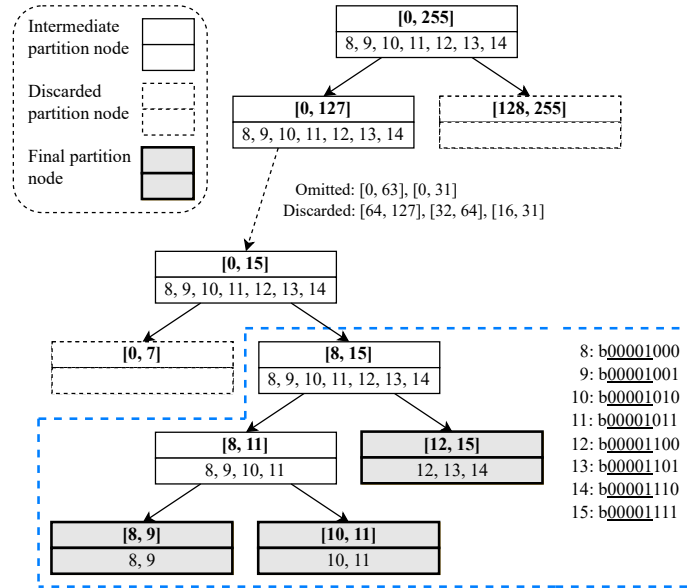 Intermediate
partition node
Discarded
partition node
Final partition
node
[0, 255]
8, 9, 10, 11, 12, 13, 14
[0, 127]
8, 9, 10, 11, 12, 13, 14
[128, 255]
Omitted: [0, 63], [0, 31]
Discarded: [64, 127], [32, 64], [16, 31]
[0, 15]
8, 9, 10, 11, 12, 13, 14
[0, 7]
[8, 15]
8, 9, 10, 11, 12, 13, 14
[8, 11]
8, 9, 10, 11
[12, 15]
12, 13, 14
[8, 9]
8, 9
[10, 11]
10, 11
8: b00001000
9: b00001001
10: b00001010
11: b00001011
12: b00001100
13: b00001101
14: b00001110
15: b00001111